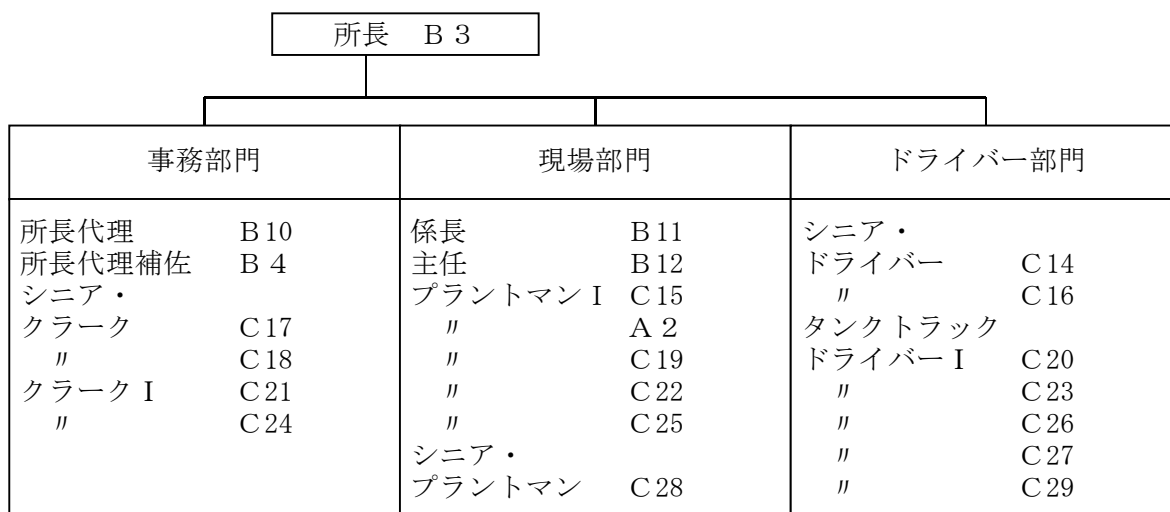 所長 B3
事務部門
現場部門
ドライバー部門
所長代理 B10
所長代理補佐 B4
シニア・
クラーク C17
〃 C18
クラークⅠ C21
〃 C24
係長 B11
主任 B12
プラントマンⅠ C15
〃 A2
〃 C19
〃 C22
〃 C25
シニア・
プラントマン C28
シニア・
ドライバー C14
〃 C16
タンクトラック
ドライバーⅠ C20
〃 C23
〃 C26
〃 C27
〃 C29